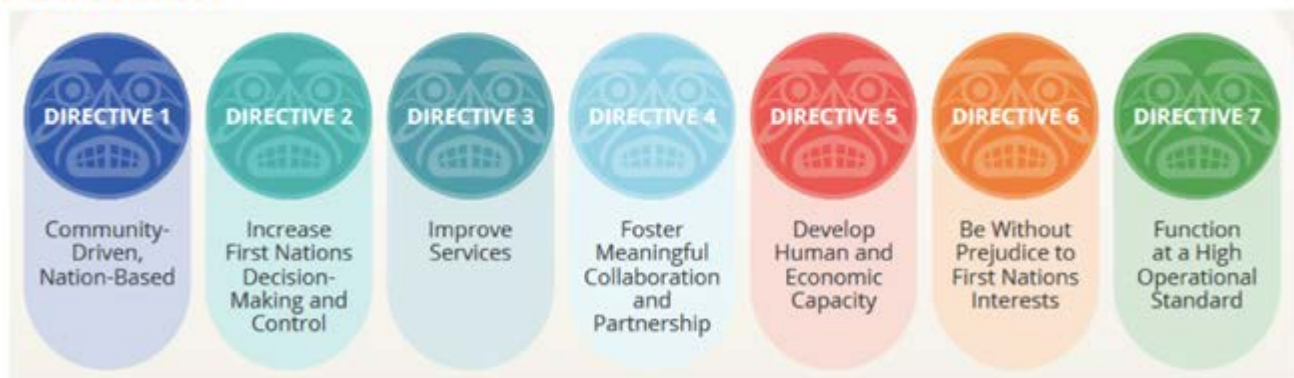 DIRECTIVE 1
Community-
Driven,
Nation-Based
DIRECTIVE 2
Increase
First Nations
Decision-
Making and
Control
DIRECTIVE 3
Improve
Services
DIRECTIVE 4
Foster
Meaningful
Collaboration
and
Partnership
DIRECTIVE 5
Develop
Human and
Economic
Capacity
DIRECTIVE 6
Be Without
Prejudice to
First Nations
Interests
DIRECTIVE 7
Function
at a High
Operational
Standard